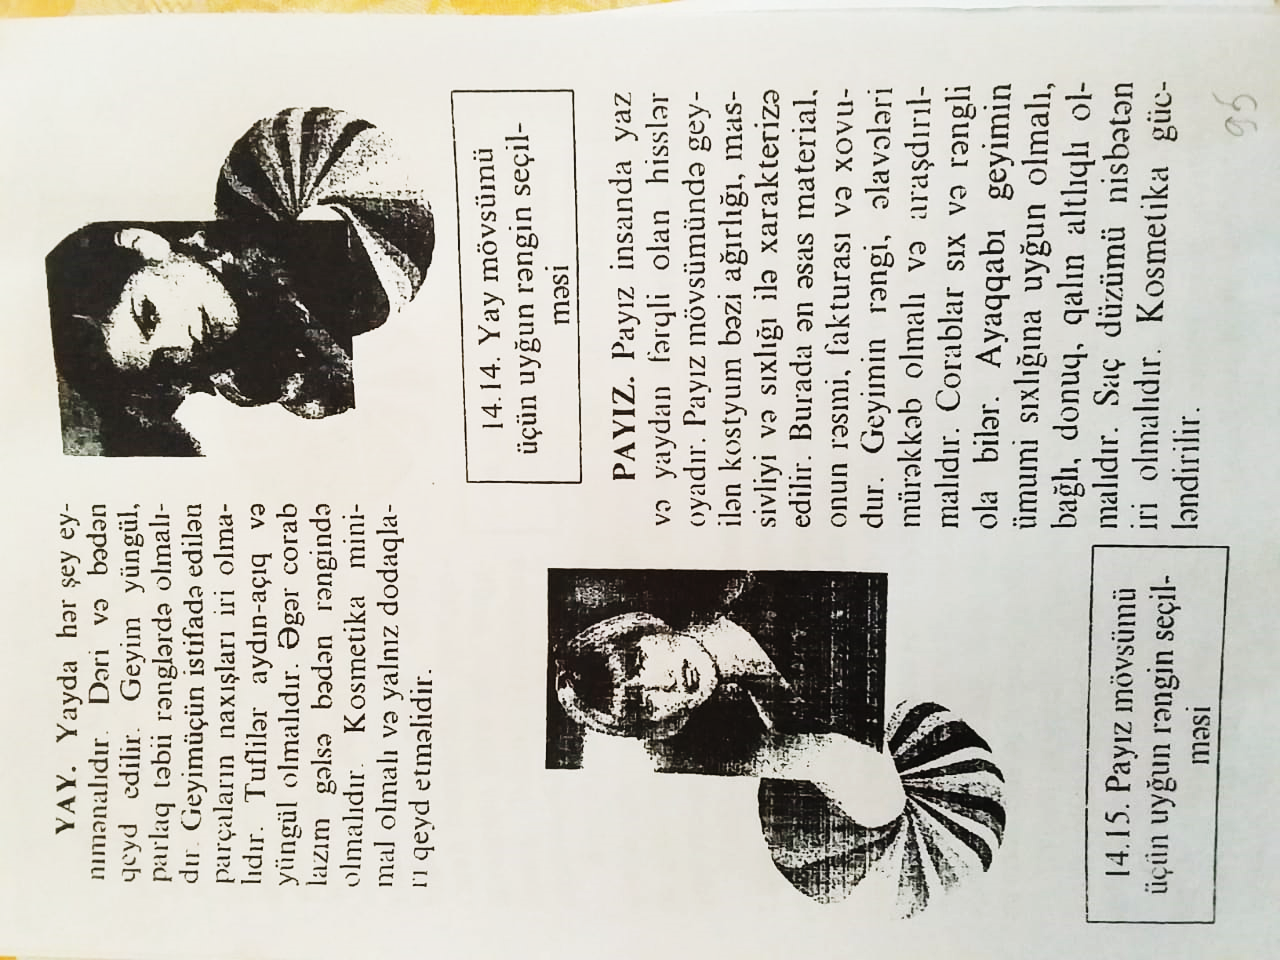 YAY. Yayda hər şey ey-
nimənalıdır. Dəri və bədən
qeyd edilir. Geyim yüngül,
parlaq təbii rənglərdə olmalı-
dır. Geyimüçün istifadə edilən
parçaların naxışları iri olma-
lıdır. Tuflilər aydın-açıq və
yüngül olmalıdır. Əgər corab
lazım gəlsə bədən rəngində
olmalıdır. Kosmetika mini-
mal olmalı və yalnız dodaqla-
rı qeyd etməlidir.
14.14. Yay mövsümü
üçün uyğun rəngin seçil-
məsi
PAYIZ. Payız insanda yaz
və yaydan fərqli olan hisslər
oyadır. Payız mövsümündə gey-
ilən kostyum bəzi ağırlığı, mas-
sivliyi və sıxlığı ilə xarakterizə
edilir. Burada ən əsas material,
onun rəsmi, fakturası və xovu-
dur. Geyimin rəngi, əlavələri
mürəkkəb olmalı və araşdırıl-
malıdır. Corablar sıx və rəngli
ola bilər. Ayaqqabı geyimin
ümumi sıxlığına uyğun olmalı,
bağlı, donuq, qalın altlıqlı ol-
malıdır. Saç düzümü nisbətən
iri olmalıdır. Kosmetika güc-
ləndirilir.
14.15. Payız mövsümü
üçün uyğun rəngin seçil-
məsi